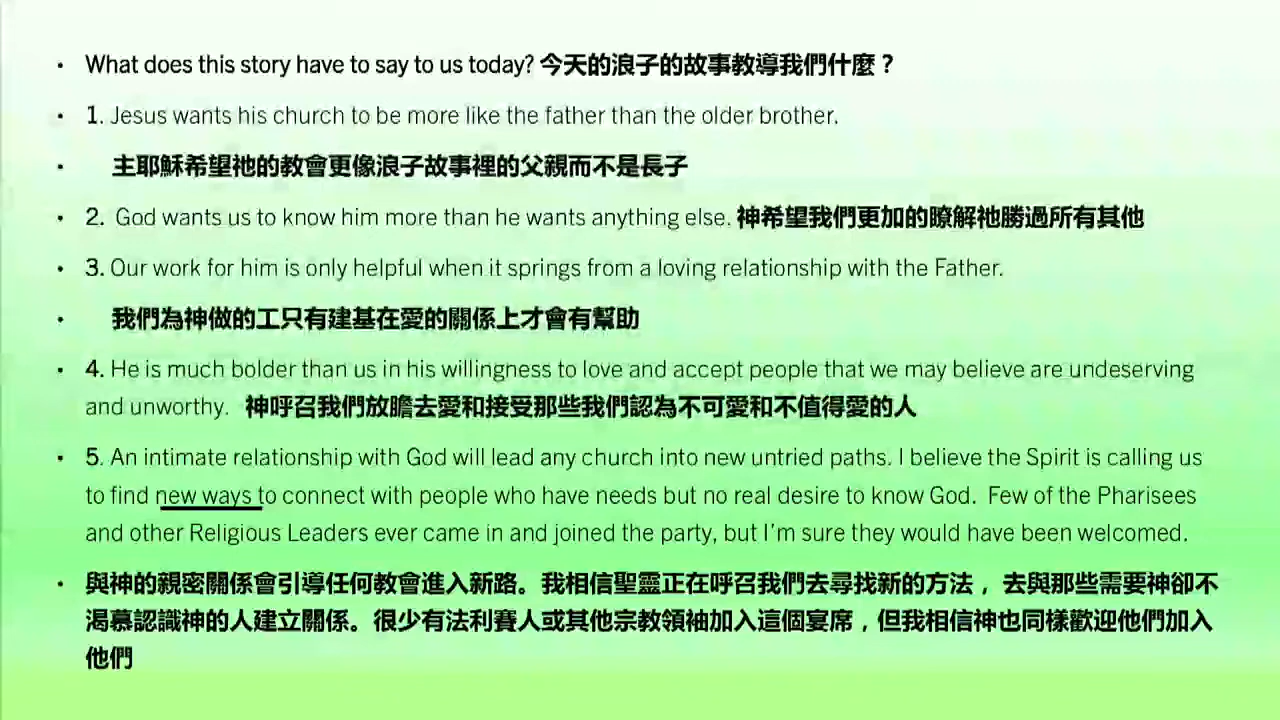 • What does this story have to say to us today? 今天的浪子的故事教導我們什麼？
• 1. Jesus wants his church to be more like the father than the older brother.
• 主耶穌希望祂的教會更像浪子故事裡的父親而不是長子
• 2. God wants us to know him more than he wants anything else. 神希望我們更加的瞭解祂勝過所有其他
• 3. Our work for him is only helpful when it springs from a loving relationship with the Father.
• 我們為神做的工只有建基在愛的關係上才會有幫助
• 4. He is much bolder than us in his willingness to love and accept people that we may believe are undeserving
and unworthy. 神呼召我們放膽去愛和接受那些我們認為不可愛和不值得愛的人
• 5. An intimate relationship with God will lead any church into new untried paths. I believe the Spirit is calling us
to find new ways to connect with people who have needs but no real desire to know God. Few of the Pharisees
and other Religious Leaders ever came in and joined the party, but I'm sure they would have been welcomed.
• 與神的親密關係會引導任何教會進入新路。我相信聖靈正在呼召我們去尋找新的方法，去與那些需要神卻不
渴慕認識神的人建立關係。很少有法利賽人或其他宗教領袖加入這個宴席，但我相信神也同樣歡迎他們加入
他們